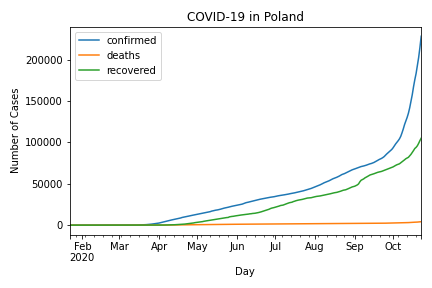 COVID-19 in Poland
confirmed
deaths
recovered
Number of Cases
200000
150000
100000
50000
0
Feb Mar Apr May Jun Jul Aug Sep Oct
2020
Day